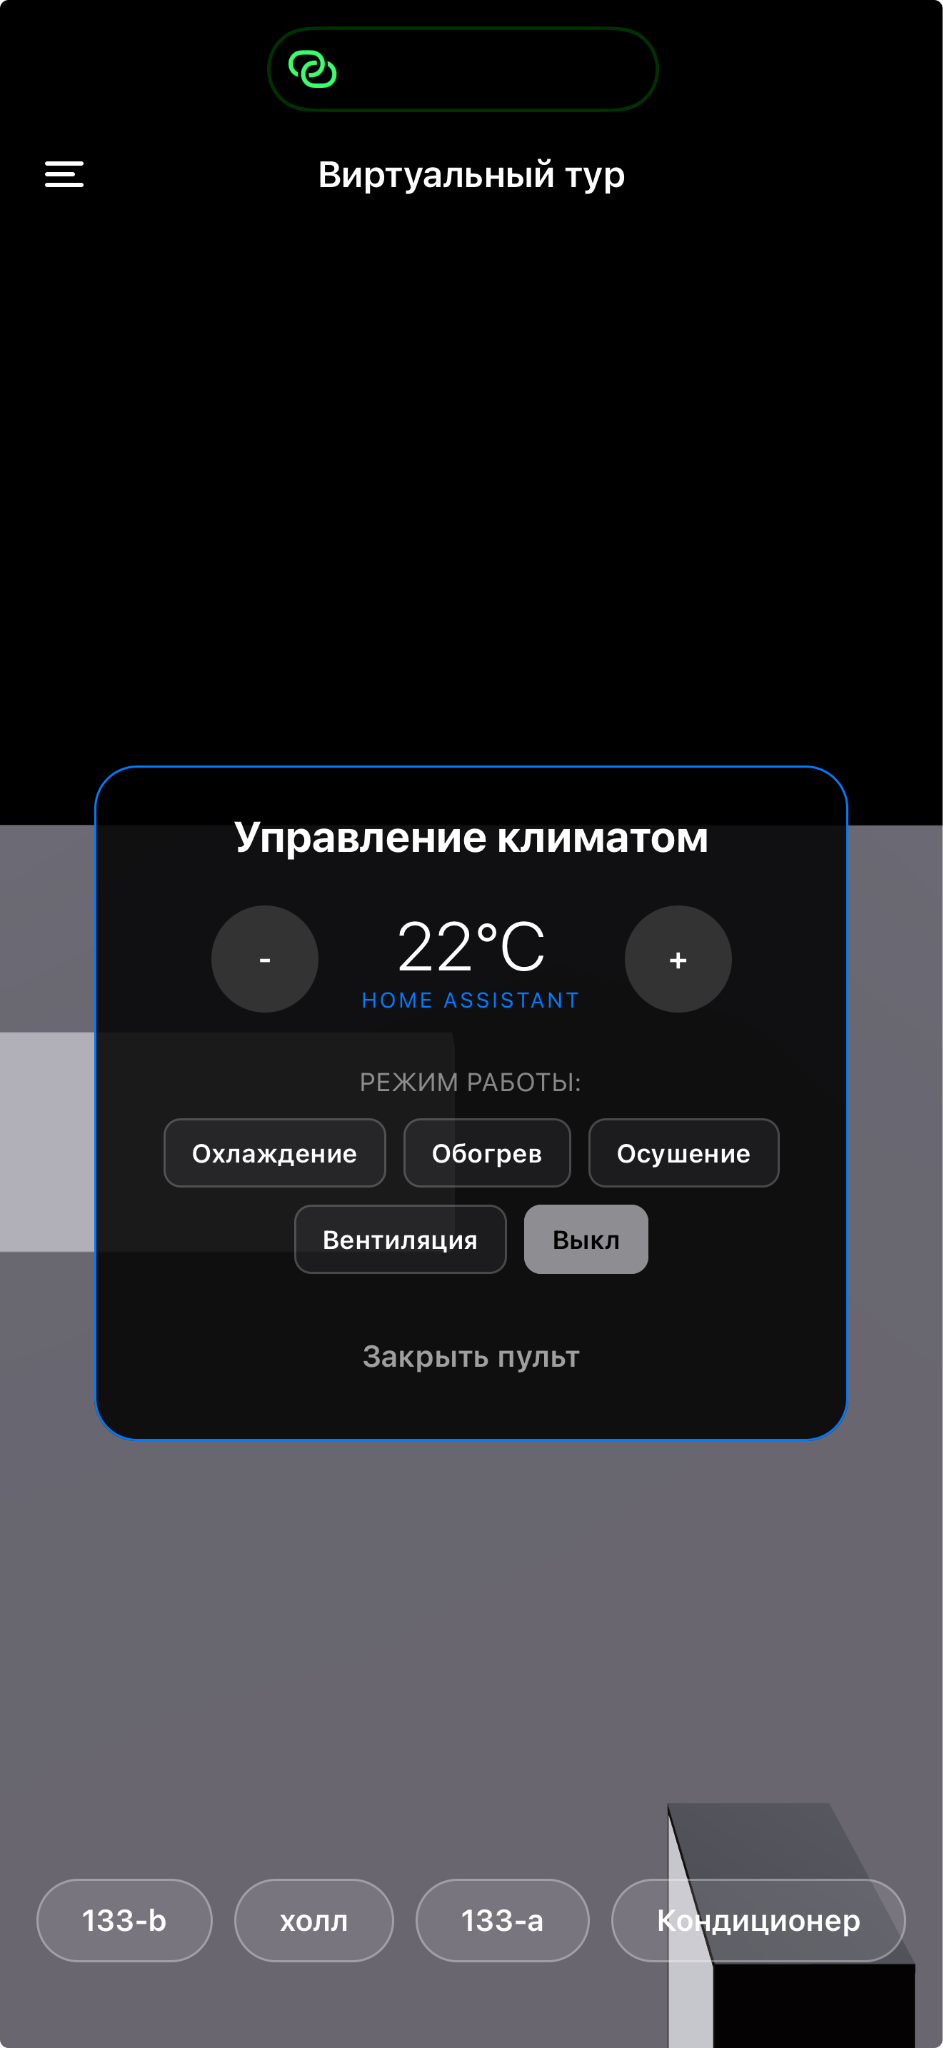 Виртуальный тур
Управление климатом
- 22°C +
HOME ASSISTANT
РЕЖИМ РАБОТЫ:
Охлаждение Обогрев Осушение
Вентиляция Выкл
Закрыть пульт
133-b холл 133-a Кондиционер